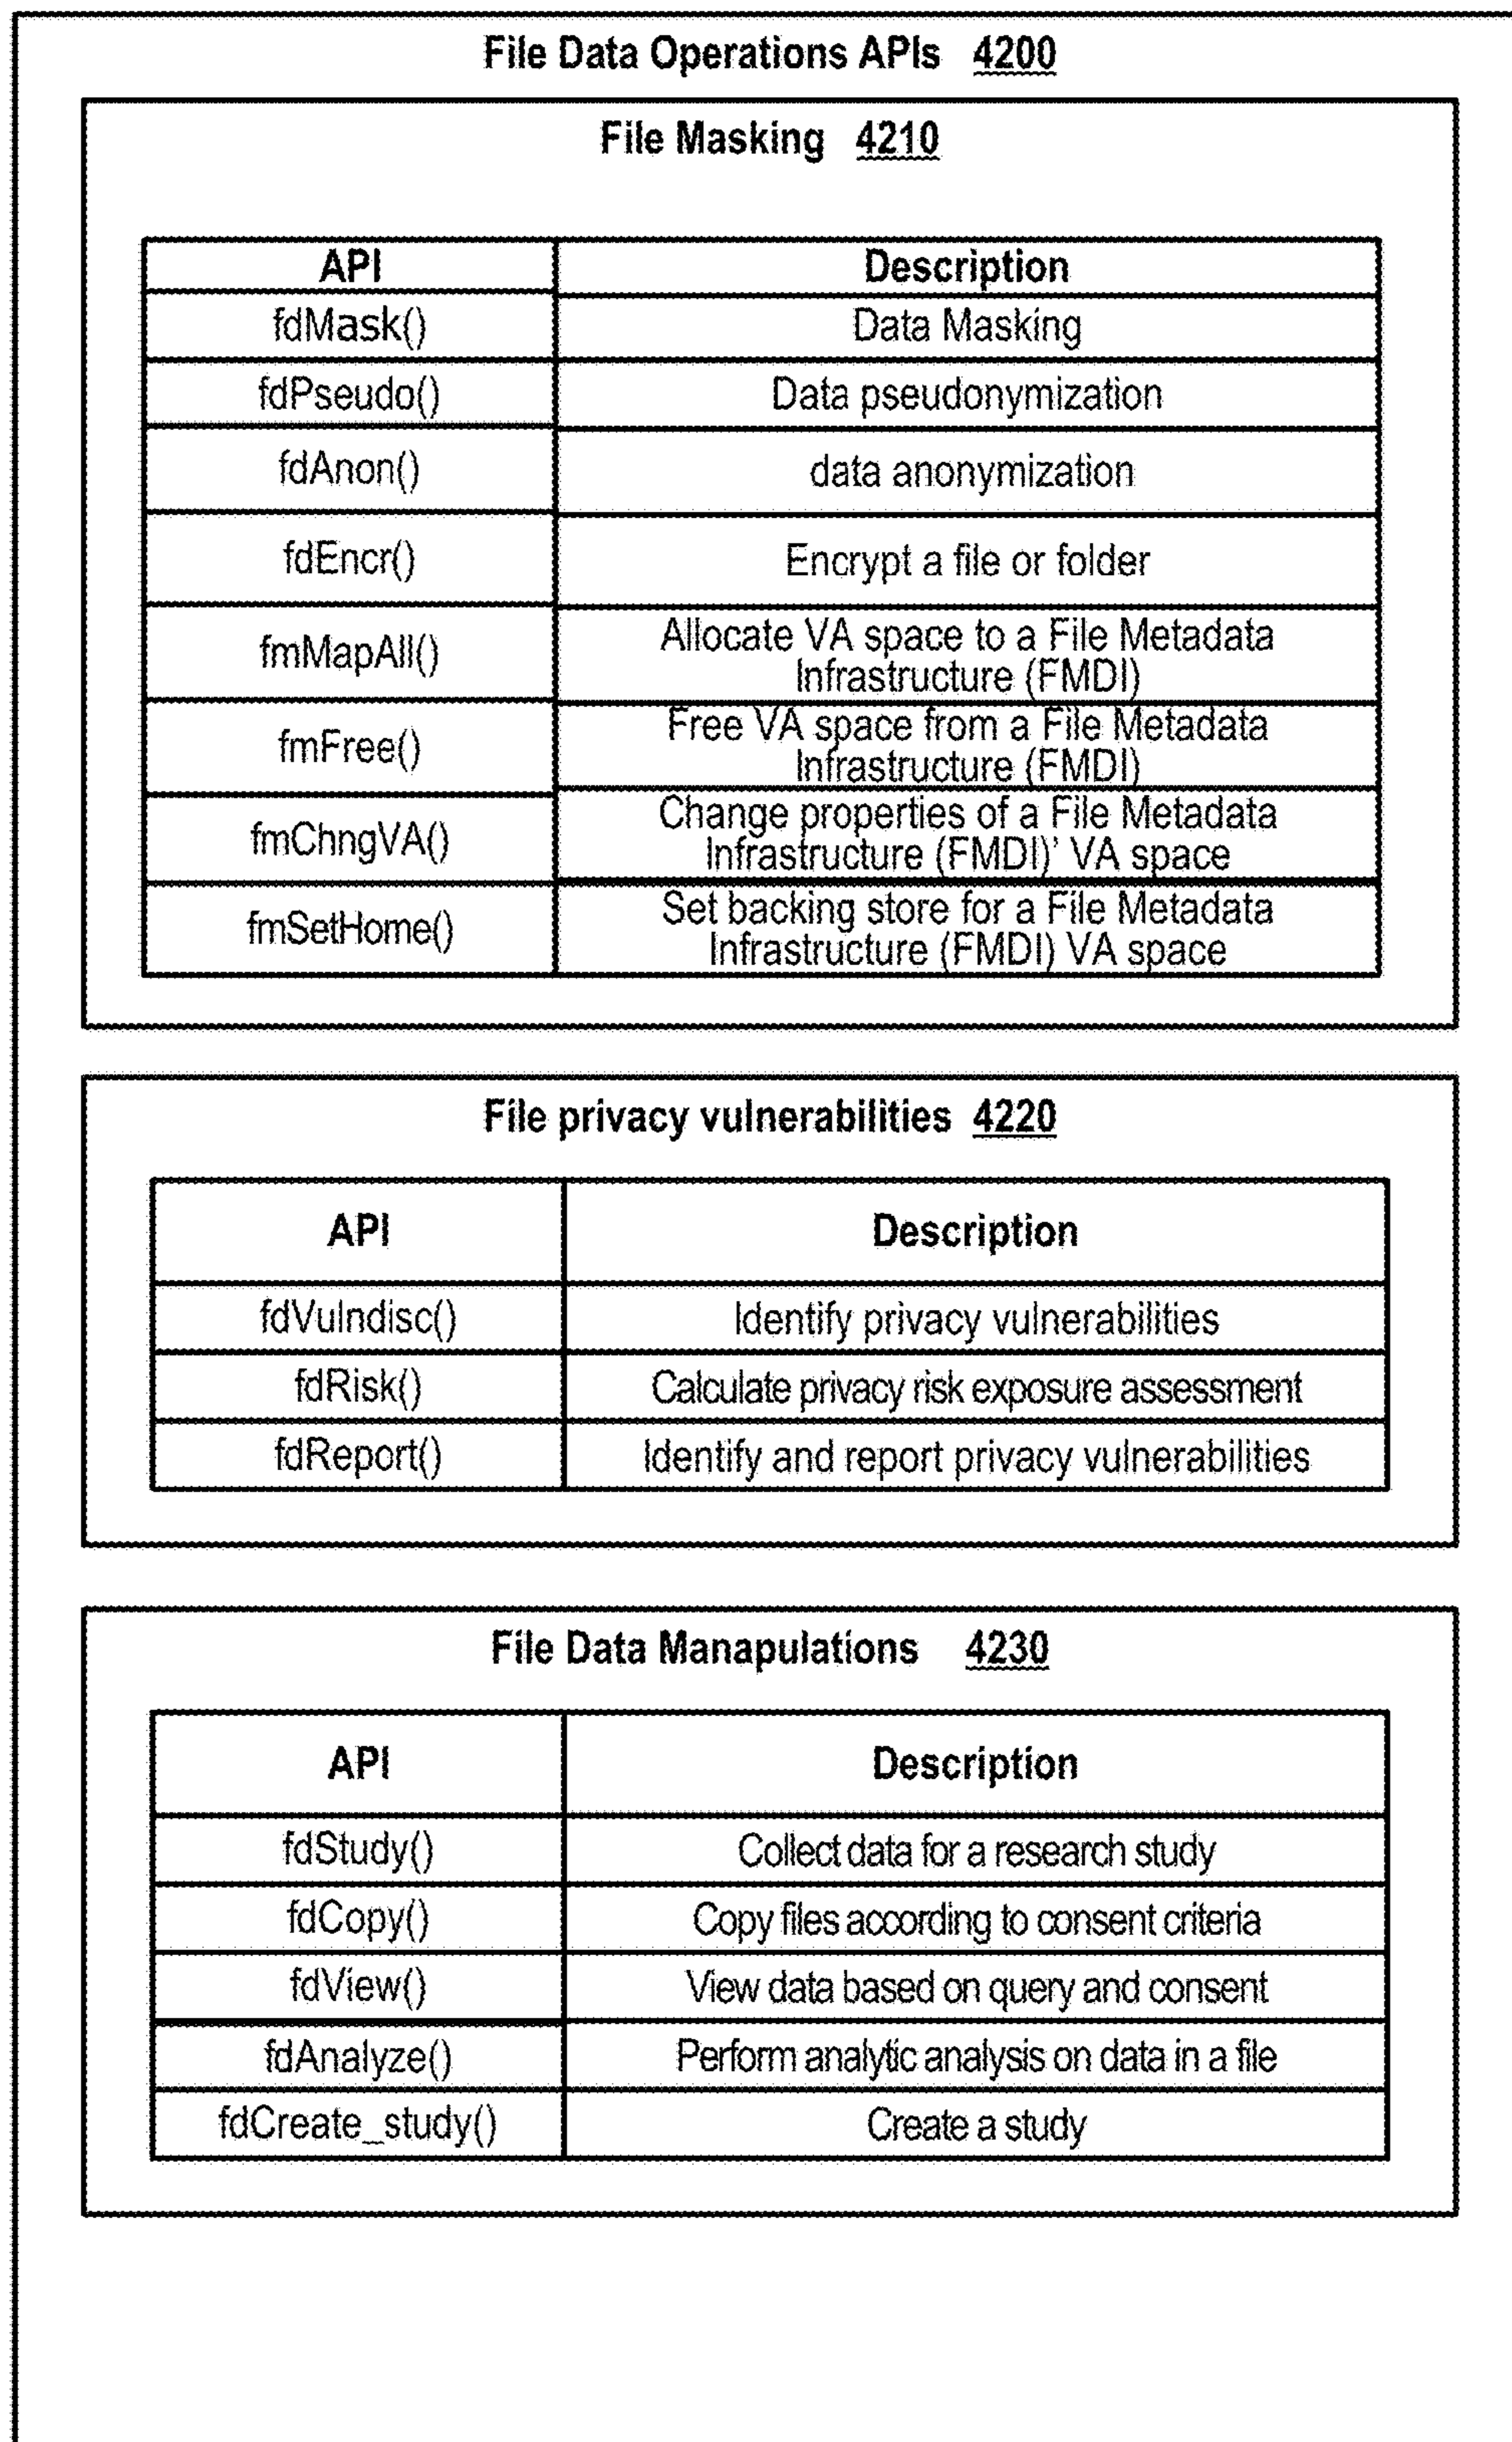 File Data Operations APIs 4200
File Masking 4210
API Description
fdMask() Data Masking
fdPseudo() Data pseudonymization
fdAnon() data anonymization
fdEncr() Encrypt a file or folder
fmMapAll() Allocate VA space to a File Metadata
Infrastructure (FMDI)
fmFree() Free VA space from a File Metadata
Infrastructure (FMDI)
fmChngVA() Change properties of a File Metadata
Infrastructure (FMDI)' VA space
fmSetHome() Set backing store for a File Metadata
Infrastructure (FMDI) VA space
File privacy vulnerabilities 4220
API Description
fdVulndisc() Identify privacy vulnerabilities
fdRisk() Calculate privacy risk exposure assessment
fdReport() Identify and report privacy vulnerabilities
File Data Manapulations 4230
API Description
fdStudy() Collect data for a research study
fdCopy() Copy files according to consent criteria
fdView() View data based on query and consent
fdAnalyze() Perform analytic analysis on data in a file
fdCreate_study() Create a study